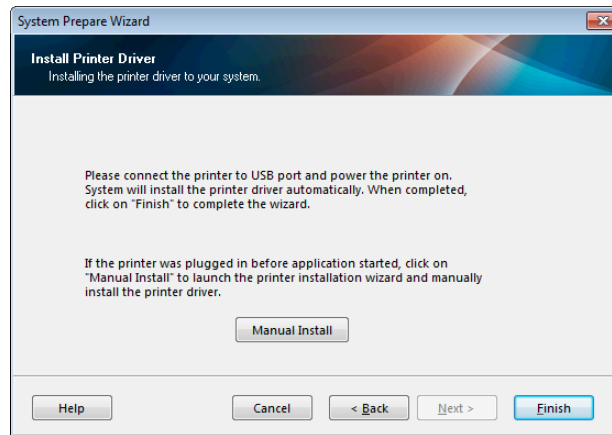 System Prepare Wizard
Install Printer Driver
Installing the printer driver to your system.
Please connect the printer to USB port and power the printer on.
System will install the printer driver automatically. When completed,
click on "Finish" to complete the wizard.
If the printer was plugged in before application started, click on
"Manual Install" to launch the printer installation wizard and manually
install the printer driver.
Manual Install
Help Cancel < Back Next > Finish